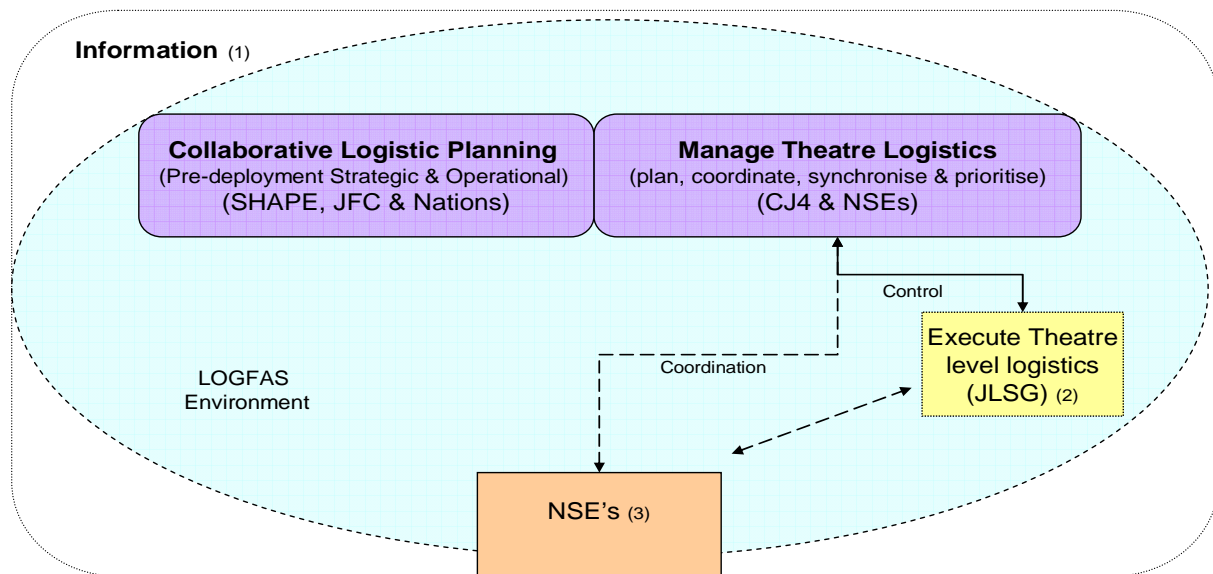 Information (1)
Collaborative Logistic Planning
(Pre-deployment Strategic & Operational)
(SHAPE, JFC & Nations)
Manage Theatre Logistics
(plan, coordinate, synchronise & prioritise)
(CJ4 & NSEs)
Control
Execute Theatre
level logistics
(JLSG) (2)
Coordination
LOGFAS
Environment
NSE's (3)